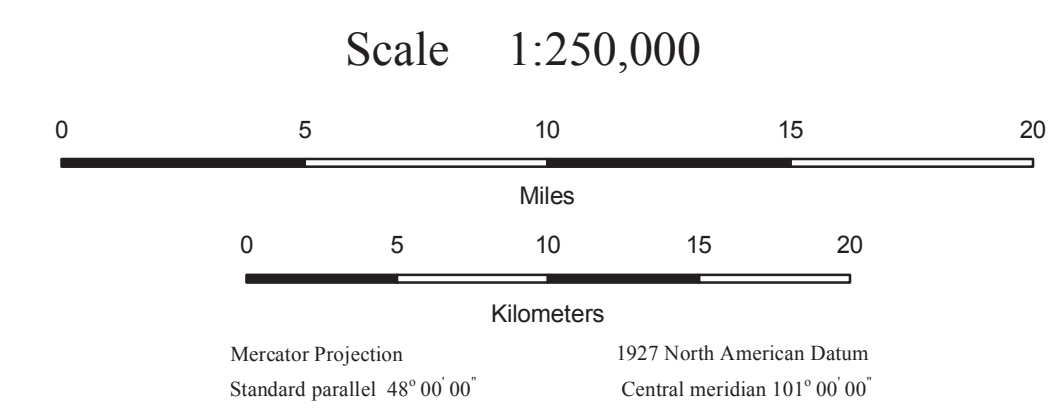 Scale 1:250,000
0 5 10 15 20
Miles
0 5 10 15 20
Kilometers
Mercator Projection 1927 North American Datum
Standard parallel 48° 00' 00" Central meridian 101° 00' 00"